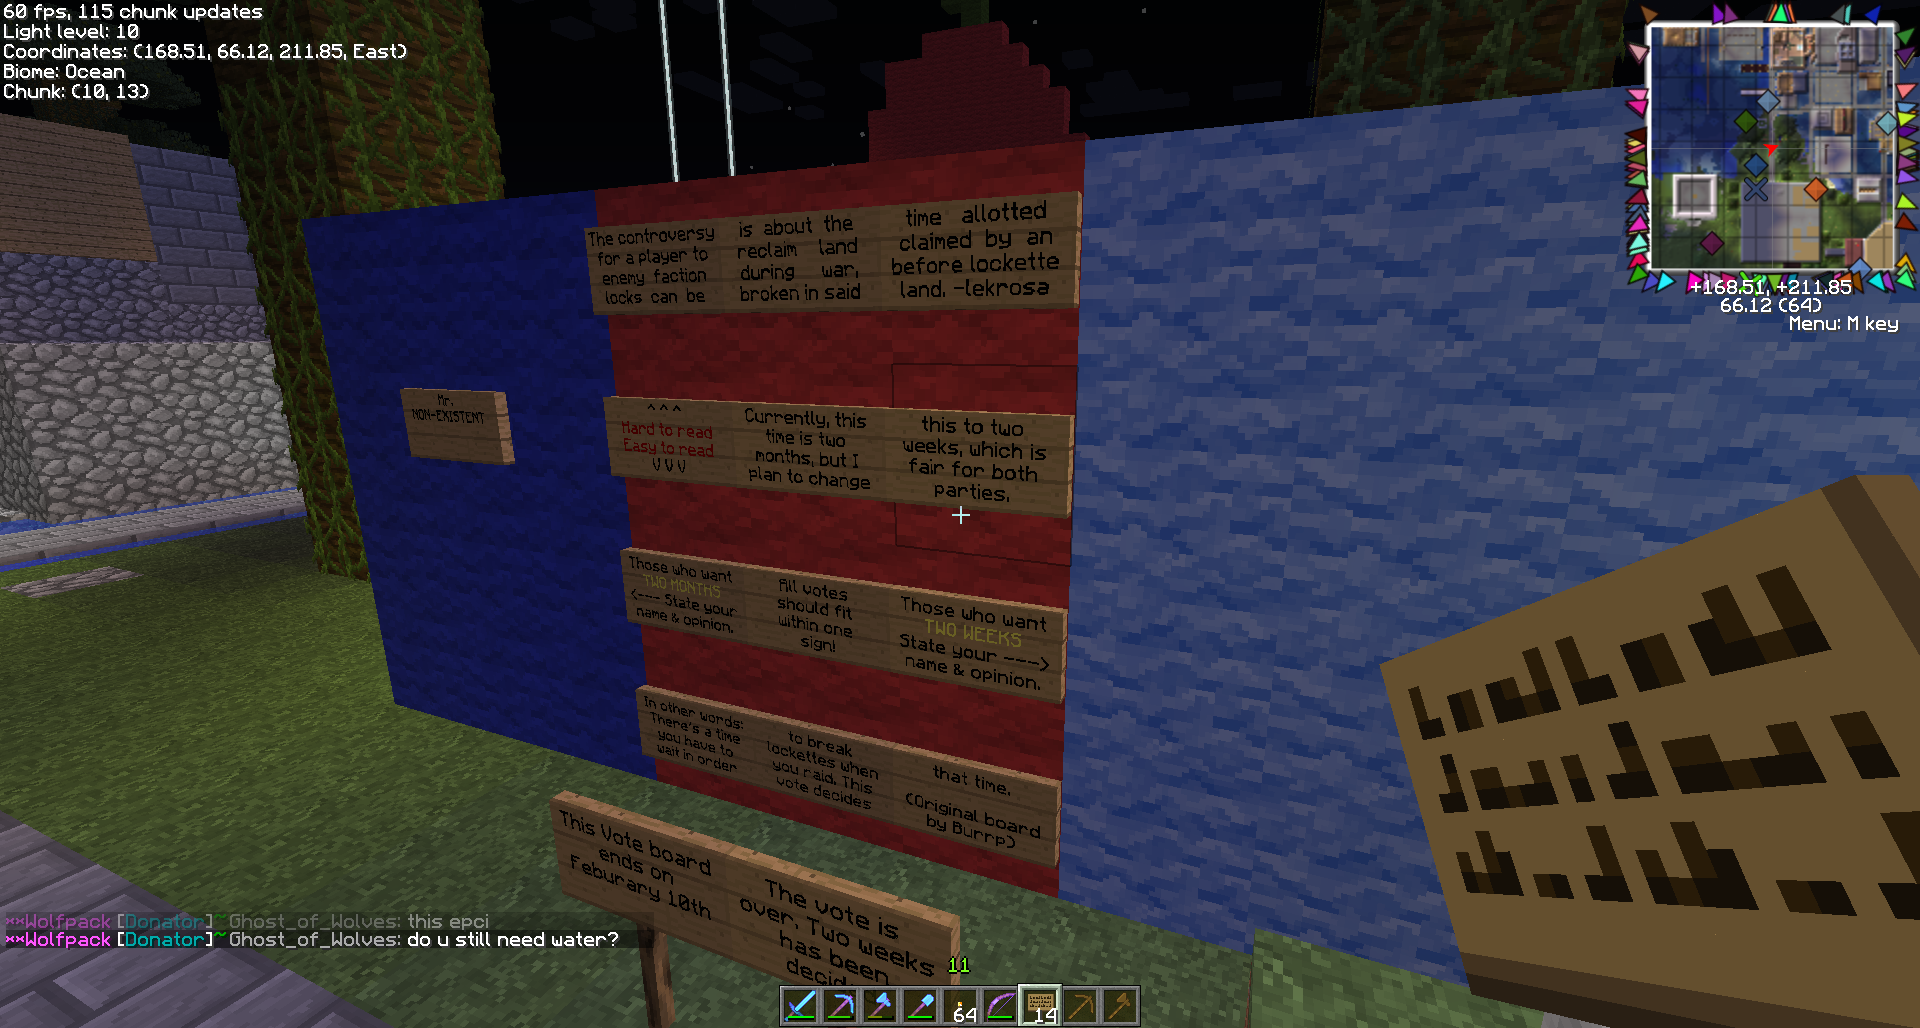 60 fps, 115 chunk updates
Light level: 10
Coordinates: (168.51, 66.12, 211.85, East)
Biome: Ocean
Chunk: (10, 13)
+168.51, +211.85
66.12 (64)
Menu: M key
The controversy
for a player to
enemy faction
locks can be
is about the
reclaim land
during war,
broken in said
time allotted
claimed by an
before lockette
land. -lekrosa
Mr.
NON-EXISTENT
^^^
Hard to read
Easy to read
VVV
Currently, this
time is two
months, but I
plan to change
this to two
weeks, which is
fair for both
parties.
Those who want
TWO MONTHS
<--- State your
name & opinion.
All votes
should fit
within one
sign!
Those who want
TWO WEEKS
State your --->
name & opinion.
In other words:
There's a time
you have to
wait in order
to break
lockettes when
you raid. This
vote decides
that time.
(Original board
by Burrp)
This Vote board
ends on
Feburary 10th
The vote is
over. Two weeks
has been
**Wolfpack [Donator]~Ghost_of_Wolves: this epci
**Wolfpack [Donator]~Ghost_of_Wolves: do u still need water?
11
64
14